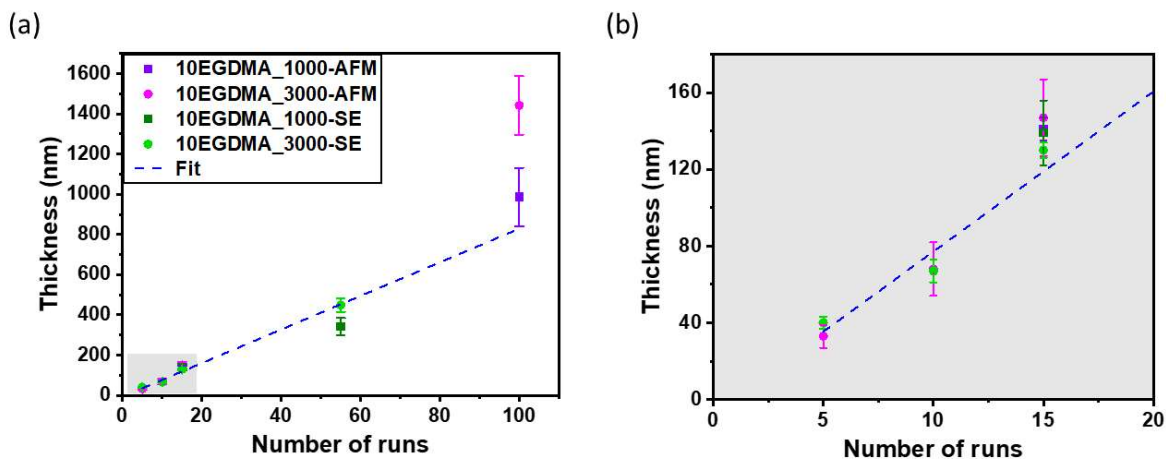 (a)
(b)
1600
1400
1200
1000
800
600
400
200
0
Thickness (nm)
10EGDMA_1000-AFM
10EGDMA_3000-AFM
10EGDMA_1000-SE
10EGDMA_3000-SE
Fit
0 20 40 60 80 100
Number of runs
160
120
80
40
0
Thickness (nm)
0 5 10 15 20
Number of runs